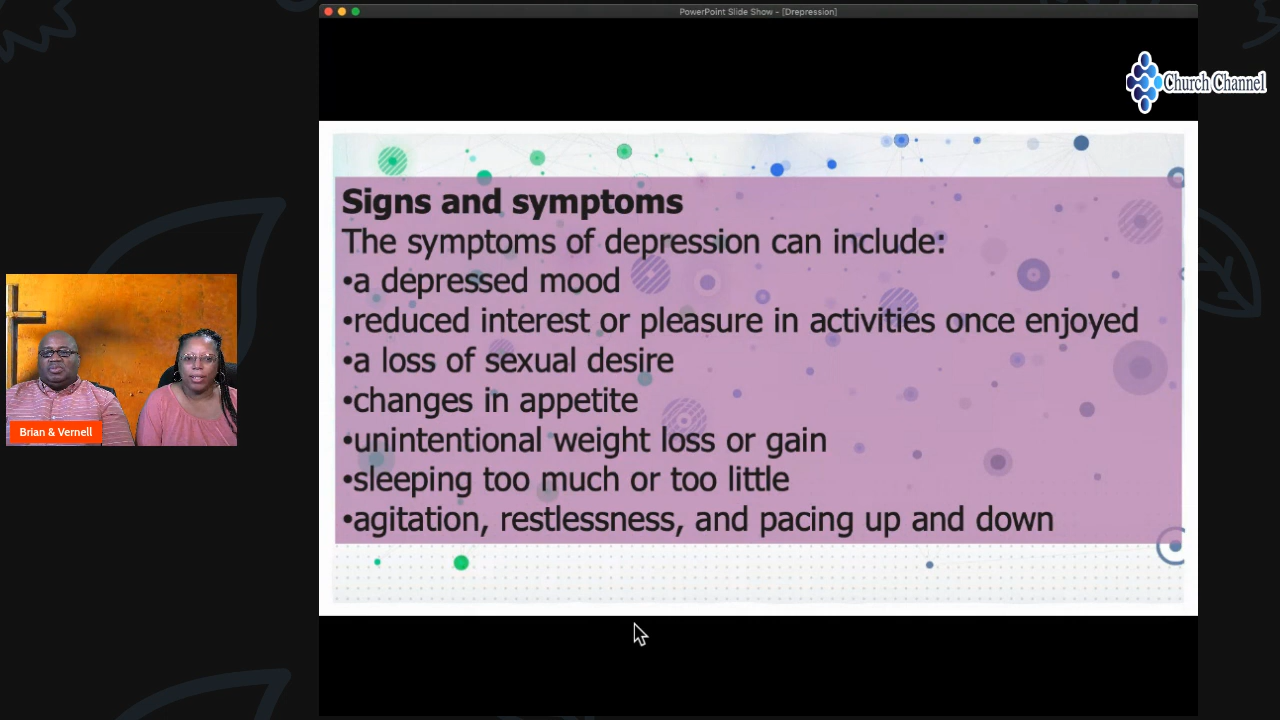 PowerPoint Slide Show - [Drepression]
Church Channel
Signs and symptoms
The symptoms of depression can include:
•a depressed mood
•reduced interest or pleasure in activities once enjoyed
•a loss of sexual desire
•changes in appetite
•unintentional weight loss or gain
•sleeping too much or too little
•agitation, restlessness, and pacing up and down
Brian & Vernell